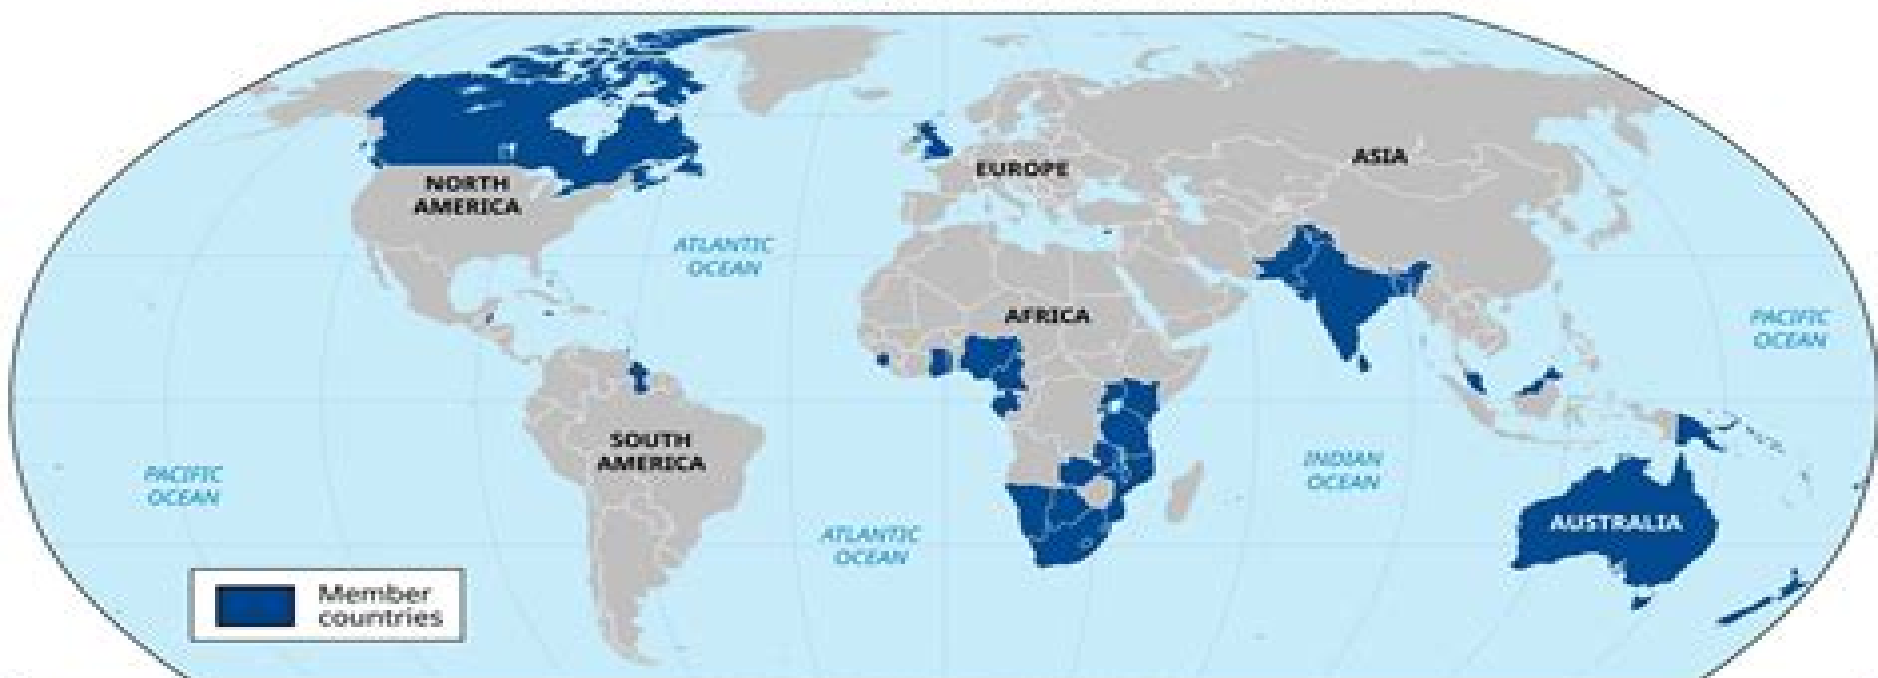 NORTH
AMERICA
ATLANTIC
OCEAN
EUROPE
ASIA
AFRICA
PACIFIC
OCEAN
SOUTH
AMERICA
PACIFIC
OCEAN
INDIAN
OCEAN
ATLANTIC
OCEAN
AUSTRALIA
Member
countries